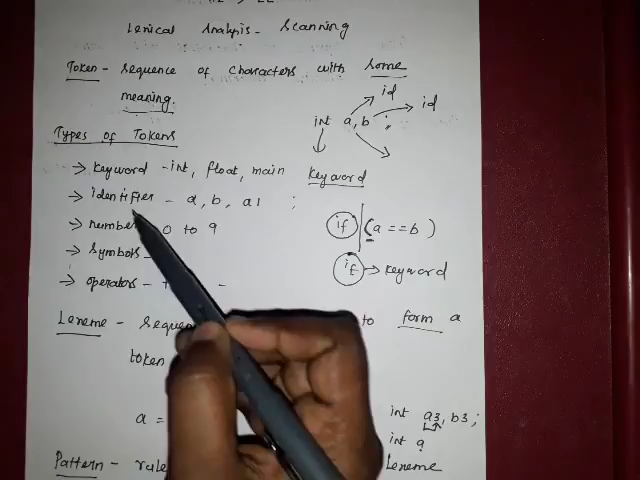 Lexical Analysis - Scanning
Token - Sequence of characters with some
meaning.
id
id
int a, b ;
Types of Tokens
→ Keyword - int, float, main
Keyword
→ identifier - a, b, a1 ;
→ number 0 to 9
if (a == b)
→ Symbols -
if → keyword
→ operators - + -
Lexeme - Sequen to form a
token
a =
int a3, b3;
int a
Pattern - rule Lexeme